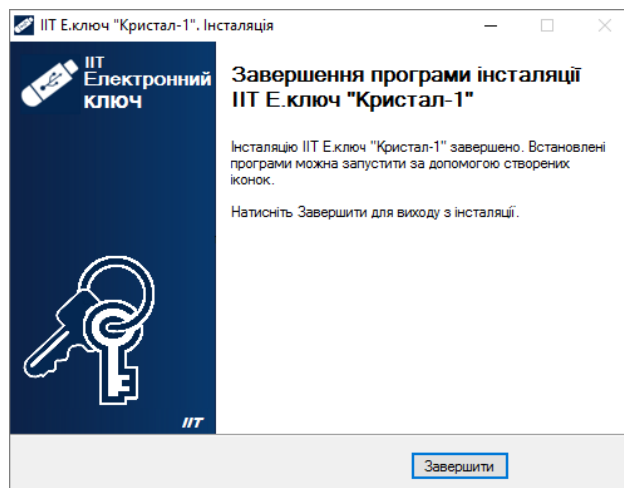 ІІТ Е.ключ "Кристал-1". Інсталяція
ІІТ
Електронний
ключ
Завершення програми інсталяції
ІІТ Е.ключ "Кристал-1"
Інсталяцію ІІТ Е.ключ "Кристал-1" завершено. Встановлені
програми можна запустити за допомогою створених
іконок.
Натисніть Завершити для виходу з інсталяції.
ІІТ
Завершити